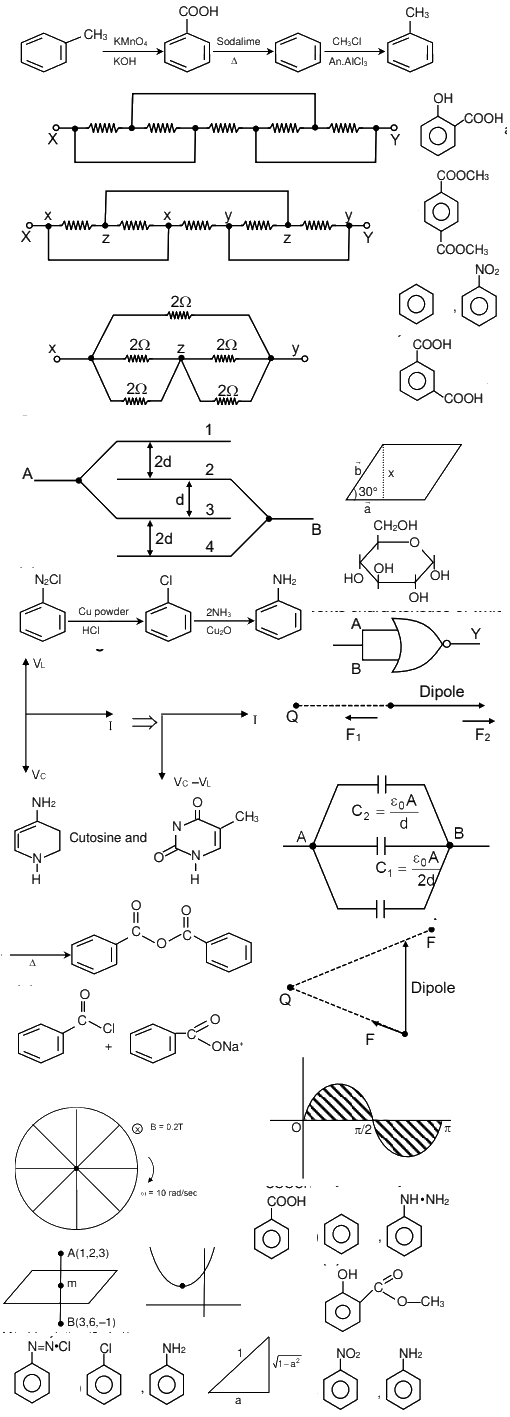 CH₃ KMnO₄ KOH COOH Sodalime Δ CH₃Cl An.AlCl₃ CH₃
X Y
OH COOH
COOCH₃
COOCH₃
X x z x y z y Y
NO₂
,
2Ω
x 2Ω z 2Ω y
2Ω 2Ω
COOH
COOH
A 1 2d 2 d 3 2d 4 B
b⃗ x 30° a⃗
CH₂OH
O
HO OH OH
OH
N₂Cl Cu powder HCl Cl 2NH₃ Cu₂O NH₂
A B Y
V_L I V_C ⇒ I V_C –V_L
Q Dipole
F₁ F₂
NH₂ N H Cutosine and O N CH₃ O N H
C₂ = ε₀A/d
A B
C₁ = ε₀A/2d
Δ O C O O C
F
Q Dipole
F
O C Cl + C O ONa⁺
O π/2 π
x B = 0.2T
ω = 10 rad/sec
COOH ( , NH•NH₂
A(1,2,3)
m
B(3,6,–1)
OH C O O—CH₃
N=N•Cl ( Cl , NH₂
1 √1–a² a
NO₂ , NH₂